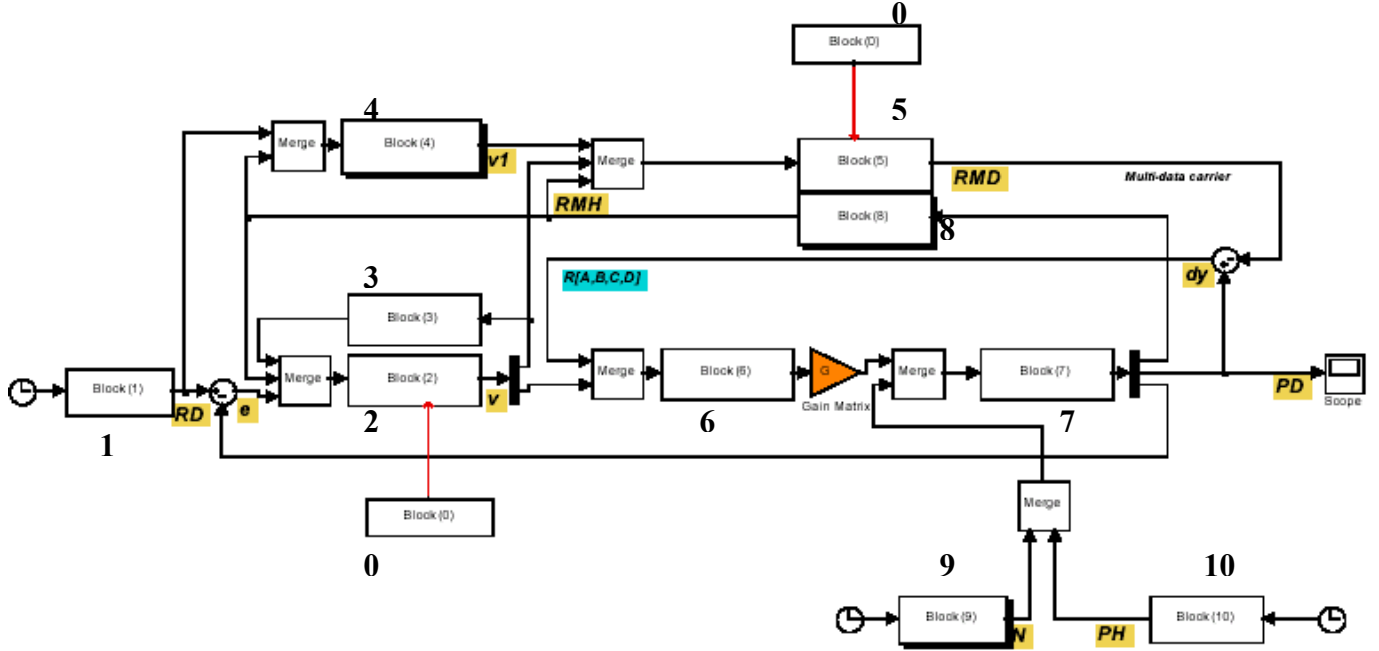 0
Block(0)
4
5
Merge
Block(4)
v1
Merge
Block(5)
RMD
Multi-data carrier
RMH
Block(8)
8
R[A,B,C,D]
dy
3
Block(3)
Block(1)
RD
e
Merge
Block(2)
v
Merge
Block(6)
G
Gain Matrix
Merge
Block(7)
PD
Scope
1
2
6
7
Block(0)
0
Merge
9
10
Block(9)
N
PH
Block(10)